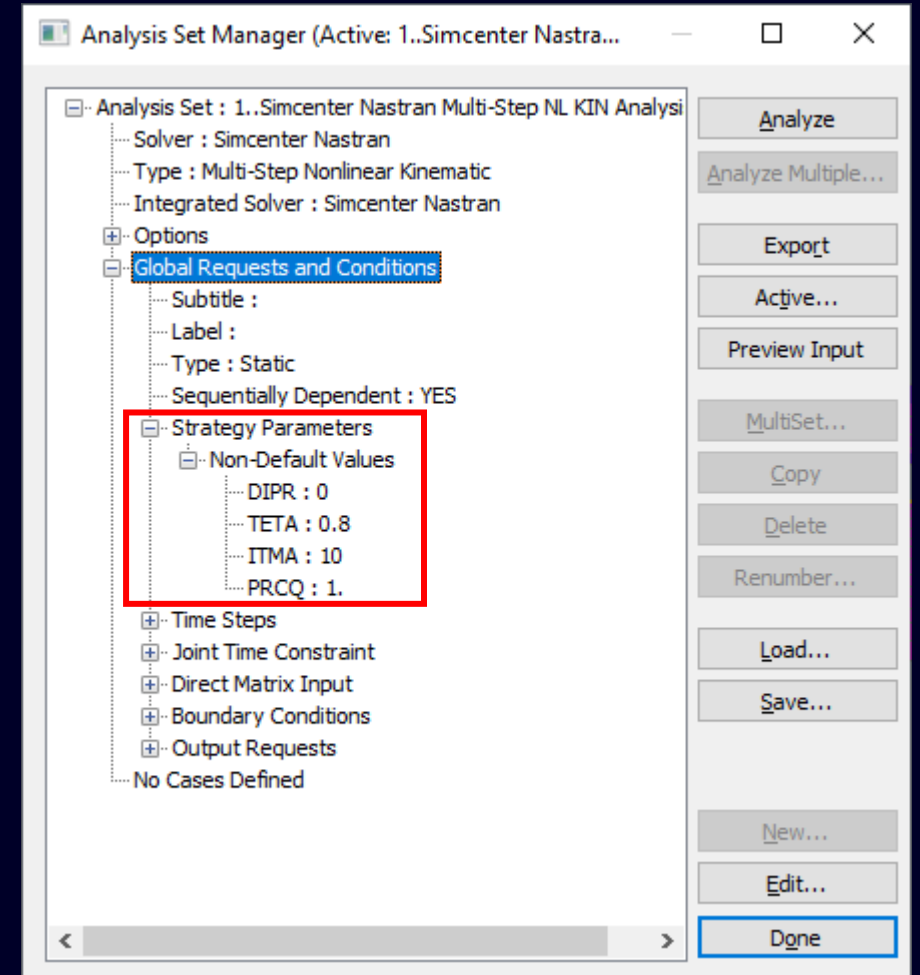 Analysis Set Manager (Active: 1..Simcenter Nastra...
Analysis Set : 1..Simcenter Nastran Multi-Step NL KIN Analysi
Solver : Simcenter Nastran
Type : Multi-Step Nonlinear Kinematic
Integrated Solver : Simcenter Nastran
Options
Global Requests and Conditions
Subtitle :
Label :
Type : Static
Sequentially Dependent : YES
Strategy Parameters
Non-Default Values
DIPR : 0
TETA : 0.8
ITMA : 10
PRCQ : 1.
Time Steps
Joint Time Constraint
Direct Matrix Input
Boundary Conditions
Output Requests
No Cases Defined
Analyze
Analyze Multiple...
Export
Active...
Preview Input
MultiSet...
Copy
Delete
Renumber...
Load...
Save...
New...
Edit...
Done